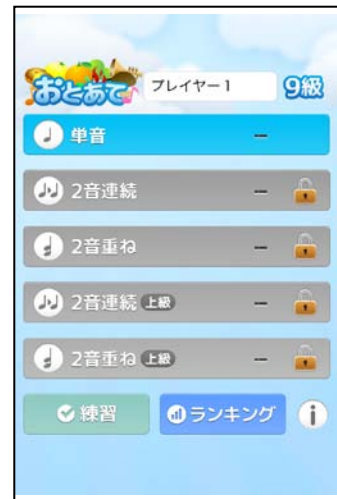 おとあて プレイヤー1 9級
単音 --
2音連続 --
2音重ね --
2音連続 上級 --
2音重ね 上級 --
練習 ランキング i